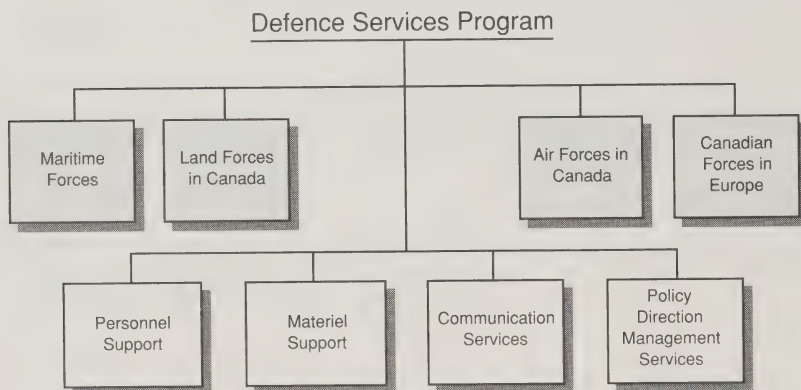 Defence Services Program
Maritime
Forces
Land Forces
in Canada
Air Forces in
Canada
Canadian
Forces in
Europe
Personnel
Support
Materiel
Support
Communication
Services
Policy
Direction
Management
Services